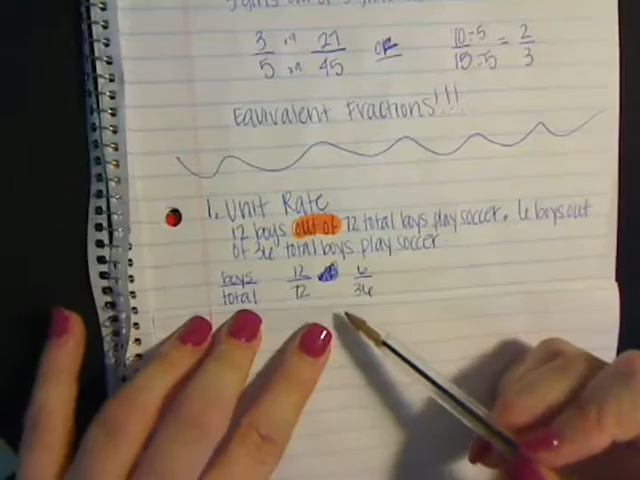 3 ·9 27 or 10÷5 = 2
5 ·9 45 15÷5 3
Equivalent Fractions!!!
1. Unit Rate
12 boys out of 72 total boys play soccer. 6 boys out
of 36 total boys play soccer
boys 12 6
total 72 36